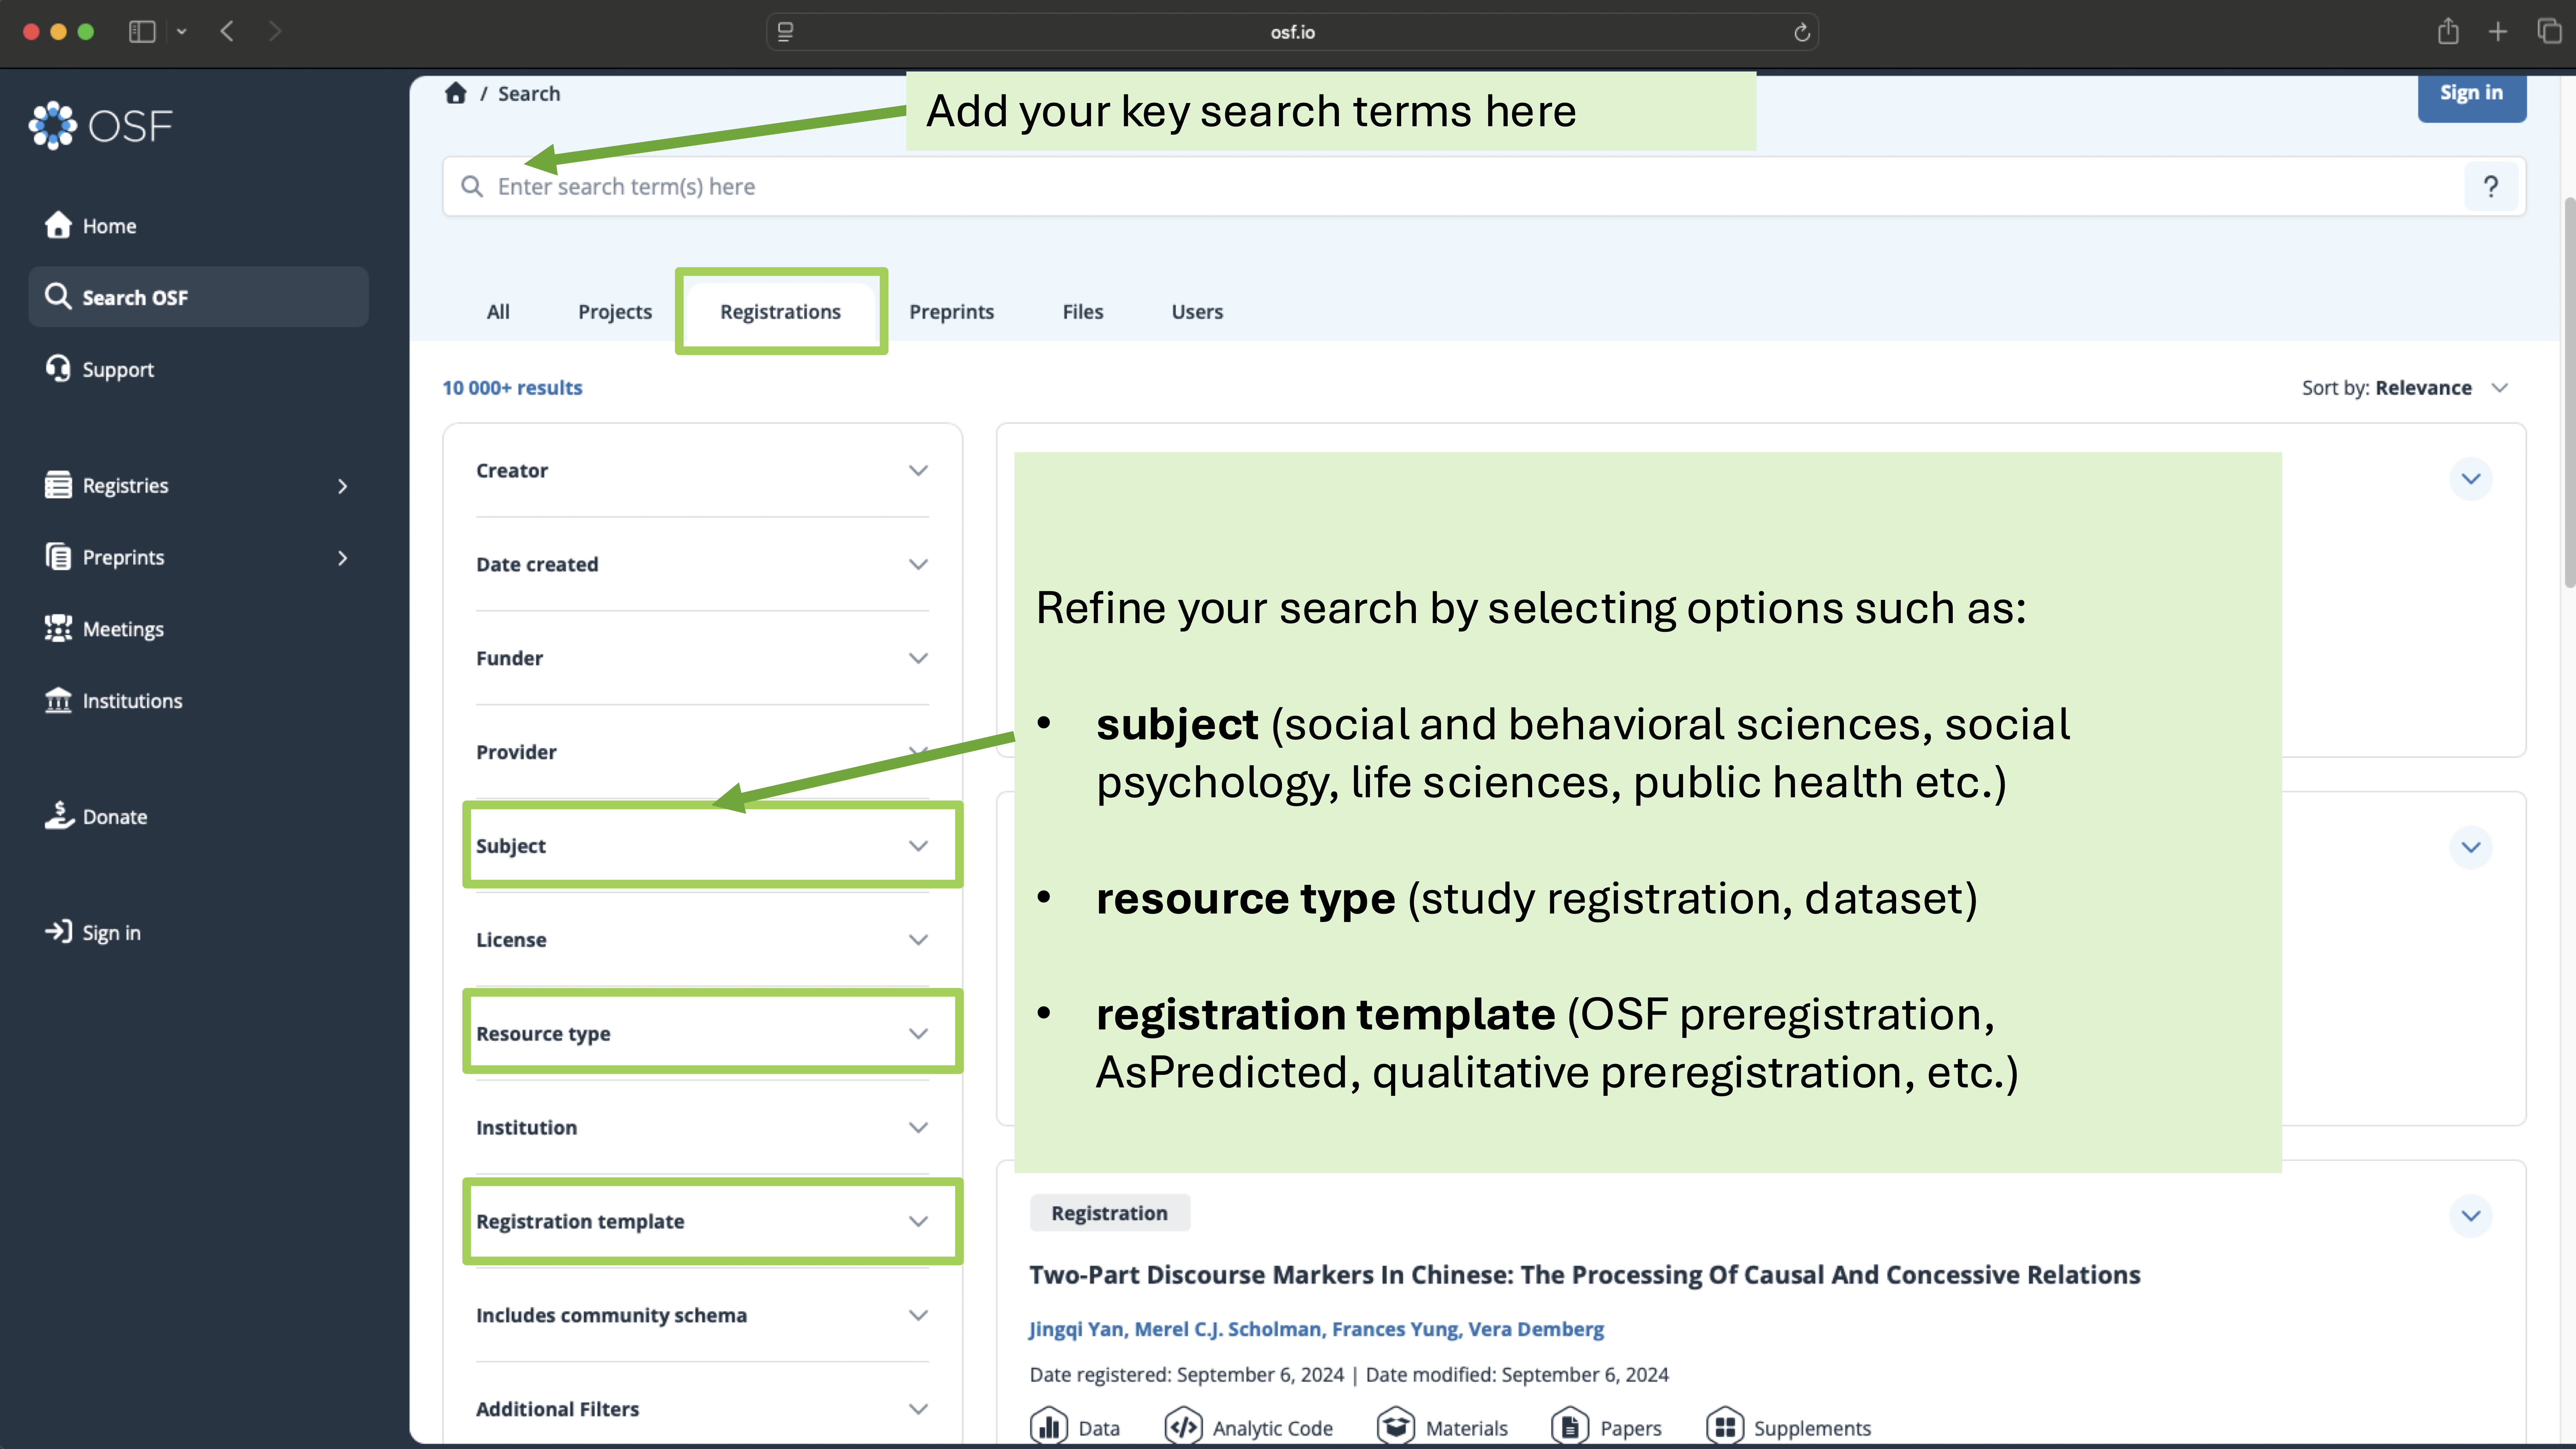 osf.io
OSF
Home
Search OSF
Support
Registries
Preprints
Meetings
Institutions
Donate
Sign in
/ Search
Add your key search terms here
Sign in
Enter search term(s) here
?
All Projects Registrations Preprints Files Users
10 000+ results
Sort by: Relevance
Creator
Date created
Funder
Provider
Subject
License
Resource type
Institution
Registration template
Includes community schema
Additional Filters
Refine your search by selecting options such as:
• subject (social and behavioral sciences, social
psychology, life sciences, public health etc.)
• resource type (study registration, dataset)
• registration template (OSF preregistration,
AsPredicted, qualitative preregistration, etc.)
Registration
Two-Part Discourse Markers In Chinese: The Processing Of Causal And Concessive Relations
Jingqi Yan, Merel C.J. Scholman, Frances Yung, Vera Demberg
Date registered: September 6, 2024 | Date modified: September 6, 2024
Data Analytic Code Materials Papers Supplements